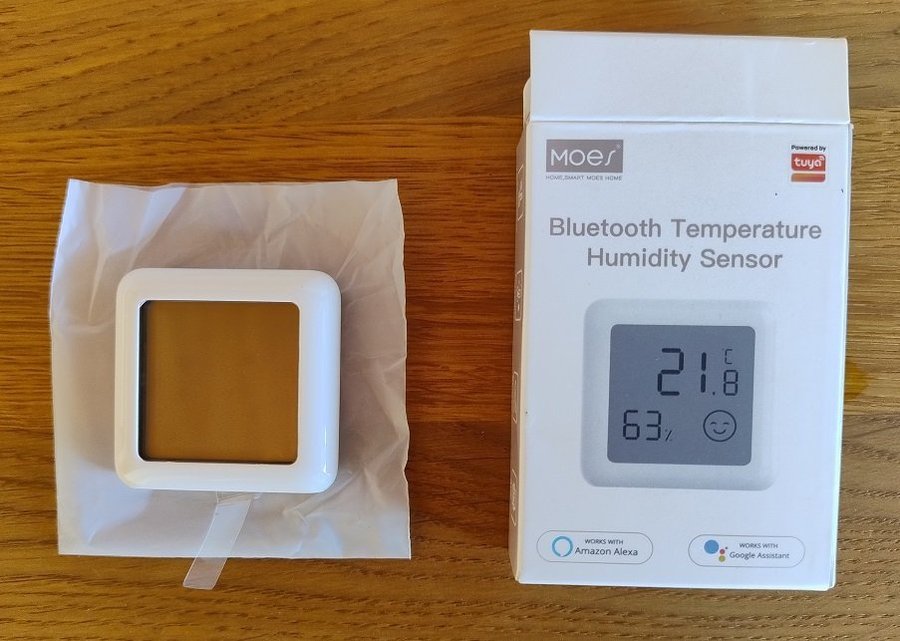 MOES
HOME, SMART MOES HOME
Powered by
tuya
Bluetooth Temperature
Humidity Sensor
21.8 C
63%
WORKS WITH
Amazon Alexa
WORKS WITH
Google Assistant